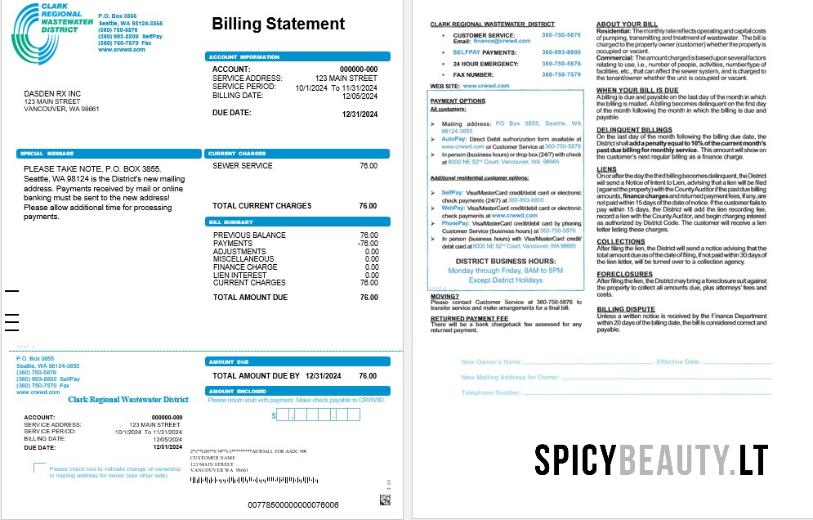 CLARK
REGIONAL
WASTEWATER
DISTRICT
P.O. Box 3855
Seattle, WA 98124-3855
(360) 750-5876
(360) 993-8800 SelfPay
(360) 750-7570 Fax
www.crwwd.com
Billing Statement
ACCOUNT INFORMATION
ACCOUNT: 000000-000
SERVICE ADDRESS: 123 MAIN STREET
SERVICE PERIOD: 10/1/2024 To 11/31/2024
BILLING DATE: 12/05/2024
DUE DATE: 12/31/2024
DASDEN RX INC
123 MAIN STREET
VANCOUVER, WA 98661
SPECIAL MESSAGE
PLEASE TAKE NOTE, P.O. BOX 3855,
Seattle, WA 98124 is the District's new mailing
address. Payments received by mail or online
banking must be sent to the new address!
Please allow additional time for processing
payments.
CURRENT CHARGES
SEWER SERVICE 76.00
TOTAL CURRENT CHARGES 76.00
BILL SUMMARY
PREVIOUS BALANCE 76.00
PAYMENTS -76.00
ADJUSTMENTS 0.00
MISCELLANEOUS 0.00
FINANCE CHARGE 0.00
LIEN INTEREST 0.00
CURRENT CHARGES 76.00
TOTAL AMOUNT DUE 76.00
P.O. Box 3855
Seattle, WA 98124-3855
(360) 750-5876
(360) 993-8800 SelfPay
(360) 750-7570 Fax
www.crwwd.com
Clark Regional Wastewater District
ACCOUNT: 000000-000
SERVICE ADDRESS: 123 MAIN STREET
SERVICE PERIOD: 10/1/2024 To 11/31/2024
BILLING DATE: 12/05/2024
DUE DATE: 12/31/2024
Please check box to indicate change of ownership
or mailing address for owner (see other side).
AMOUNT DUE
TOTAL AMOUNT DUE BY 12/31/2024 76.00
AMOUNT ENCLOSED
Please return stub with payment. Make check payable to CRWWD.
$
CUSTOMER NAME
123 MAIN STREET
VANCOUVER WA 98661
CLARK REGIONAL WASTEWATER DISTRICT
• CUSTOMER SERVICE: 360-750-5876
Email: finance@crwwd.com
• SELFPAY PAYMENTS: 360-993-8800
• 24 HOUR EMERGENCY: 360-750-5876
• FAX NUMBER: 360-750-7570
WEB SITE: www.crwwd.com
PAYMENT OPTIONS
All customers:
➢ Mailing address: PO Box 3855; Seattle, WA
98124-3855
➢ AutoPay: Direct Debit authorization form available at
www.crwwd.com or Customer Service at 360-750-5876
➢ In person (business hours) or drop box (24/7) with check
at 8000 NE 52nd Court, Vancouver, WA 98665
Additional residential customer options:
➢ SelfPay: Visa/MasterCard credit/debit card or electronic
check payments (24/7) at 360-993-8800
➢ WebPay: Visa/MasterCard credit/debit card or electronic
check payments at www.crwwd.com
➢ PhonePay: Visa/MasterCard credit/debit card by phoning
Customer Service (business hours) at 360-750-5876
➢ In person (business hours) with Visa/MasterCard credit/
debit card at 8000 NE 52nd Court, Vancouver, WA 98665
DISTRICT BUSINESS HOURS:
Monday through Friday, 8AM to 5PM
Except District Holidays
MOVING?
Please contact Customer Service at 360-750-5876 to
transfer service and make arrangements for a final bill.
RETURNED PAYMENT FEE
There will be a bank chargeback fee assessed for any
returned payment.
ABOUT YOUR BILL
Residential: The monthly rate reflects operating and capital costs
of pumping, transmitting and treatment of wastewater. The bill is
charged to the property owner (customer) whether the property is
occupied or vacant.
Commercial: The amount charged is based upon several factors
relating to use, i.e., number of people, activities, number/type of
facilities, etc., that can affect the sewer system, and is charged to
the tenant/owner whether the unit is occupied or vacant.
WHEN YOUR BILL IS DUE
A billing is due and payable on the last day of the month in which
the billing is mailed. A billing becomes delinquent on the first day
of the month following the month in which the billing is due and
payable.
DELINQUENT BILLINGS
On the last day of the month following the billing due date, the
District shall add a penalty equal to 10% of the current month's
past due billing for monthly service. This amount will show on
the customer's next regular billing as a finance charge.
LIENS
On or after the day the third billing becomes delinquent, the District
will send a Notice of Intent to Lien, advising that a lien will be filed
(against the property) with the County Auditor if the past due billing
amounts, finance charges and returned payment fees, if any, are
not paid within 15 days of the date of notice. If the customer fails to
pay within 15 days, the District will add the lien recording fee,
record a lien with the County Auditor, and begin charging interest
as authorized by District Code. The customer will receive a lien
letter listing these charges.
COLLECTIONS
After filing the lien, the District will send a notice advising that the
total amount due as of the date of filing, if not paid within 30 days of
the lien letter, will be turned over to a collection agency.
FORECLOSURES
After filing the lien, the District may bring a foreclosure suit against
the property to collect all amounts due, plus attorneys' fees and
costs.
BILLING DISPUTE
Unless a written notice is received by the Finance Department
within 20 days of the billing date, the bill is considered correct and
payable.
New Owner's Name Effective Date:
New Mailing Address for Owner:
Telephone Number:
SPICYBEAUTY.LT